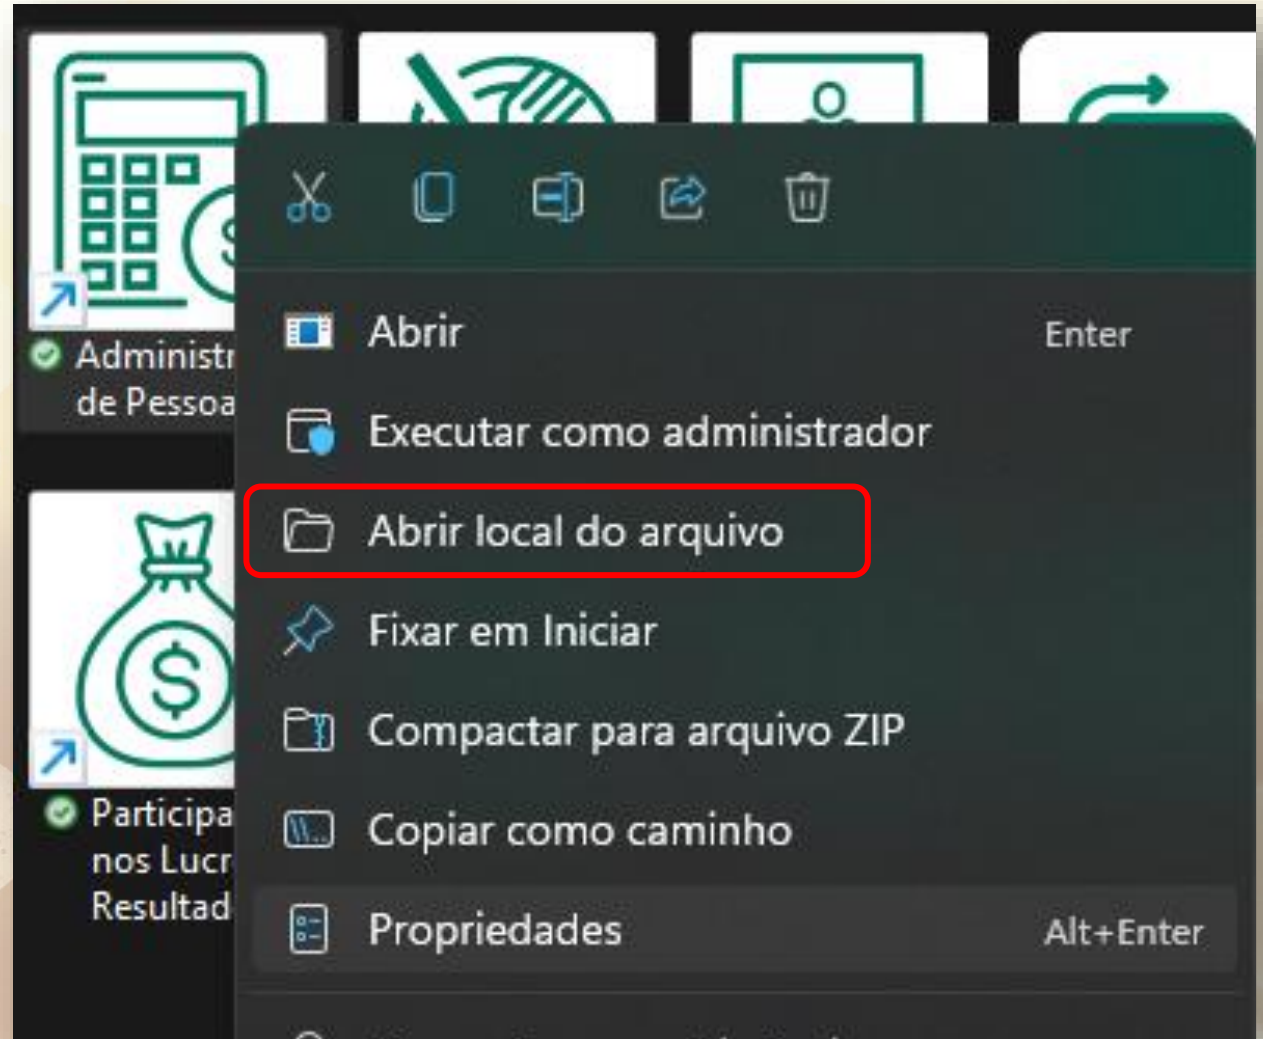 Abrir
Enter
Administr
de Pessoa
Executar como administrador
Abrir local do arquivo
Fixar em Iniciar
Compactar para arquivo ZIP
Participa
nos Lucr
Resultad
Copiar como caminho
Propriedades
Alt+Enter